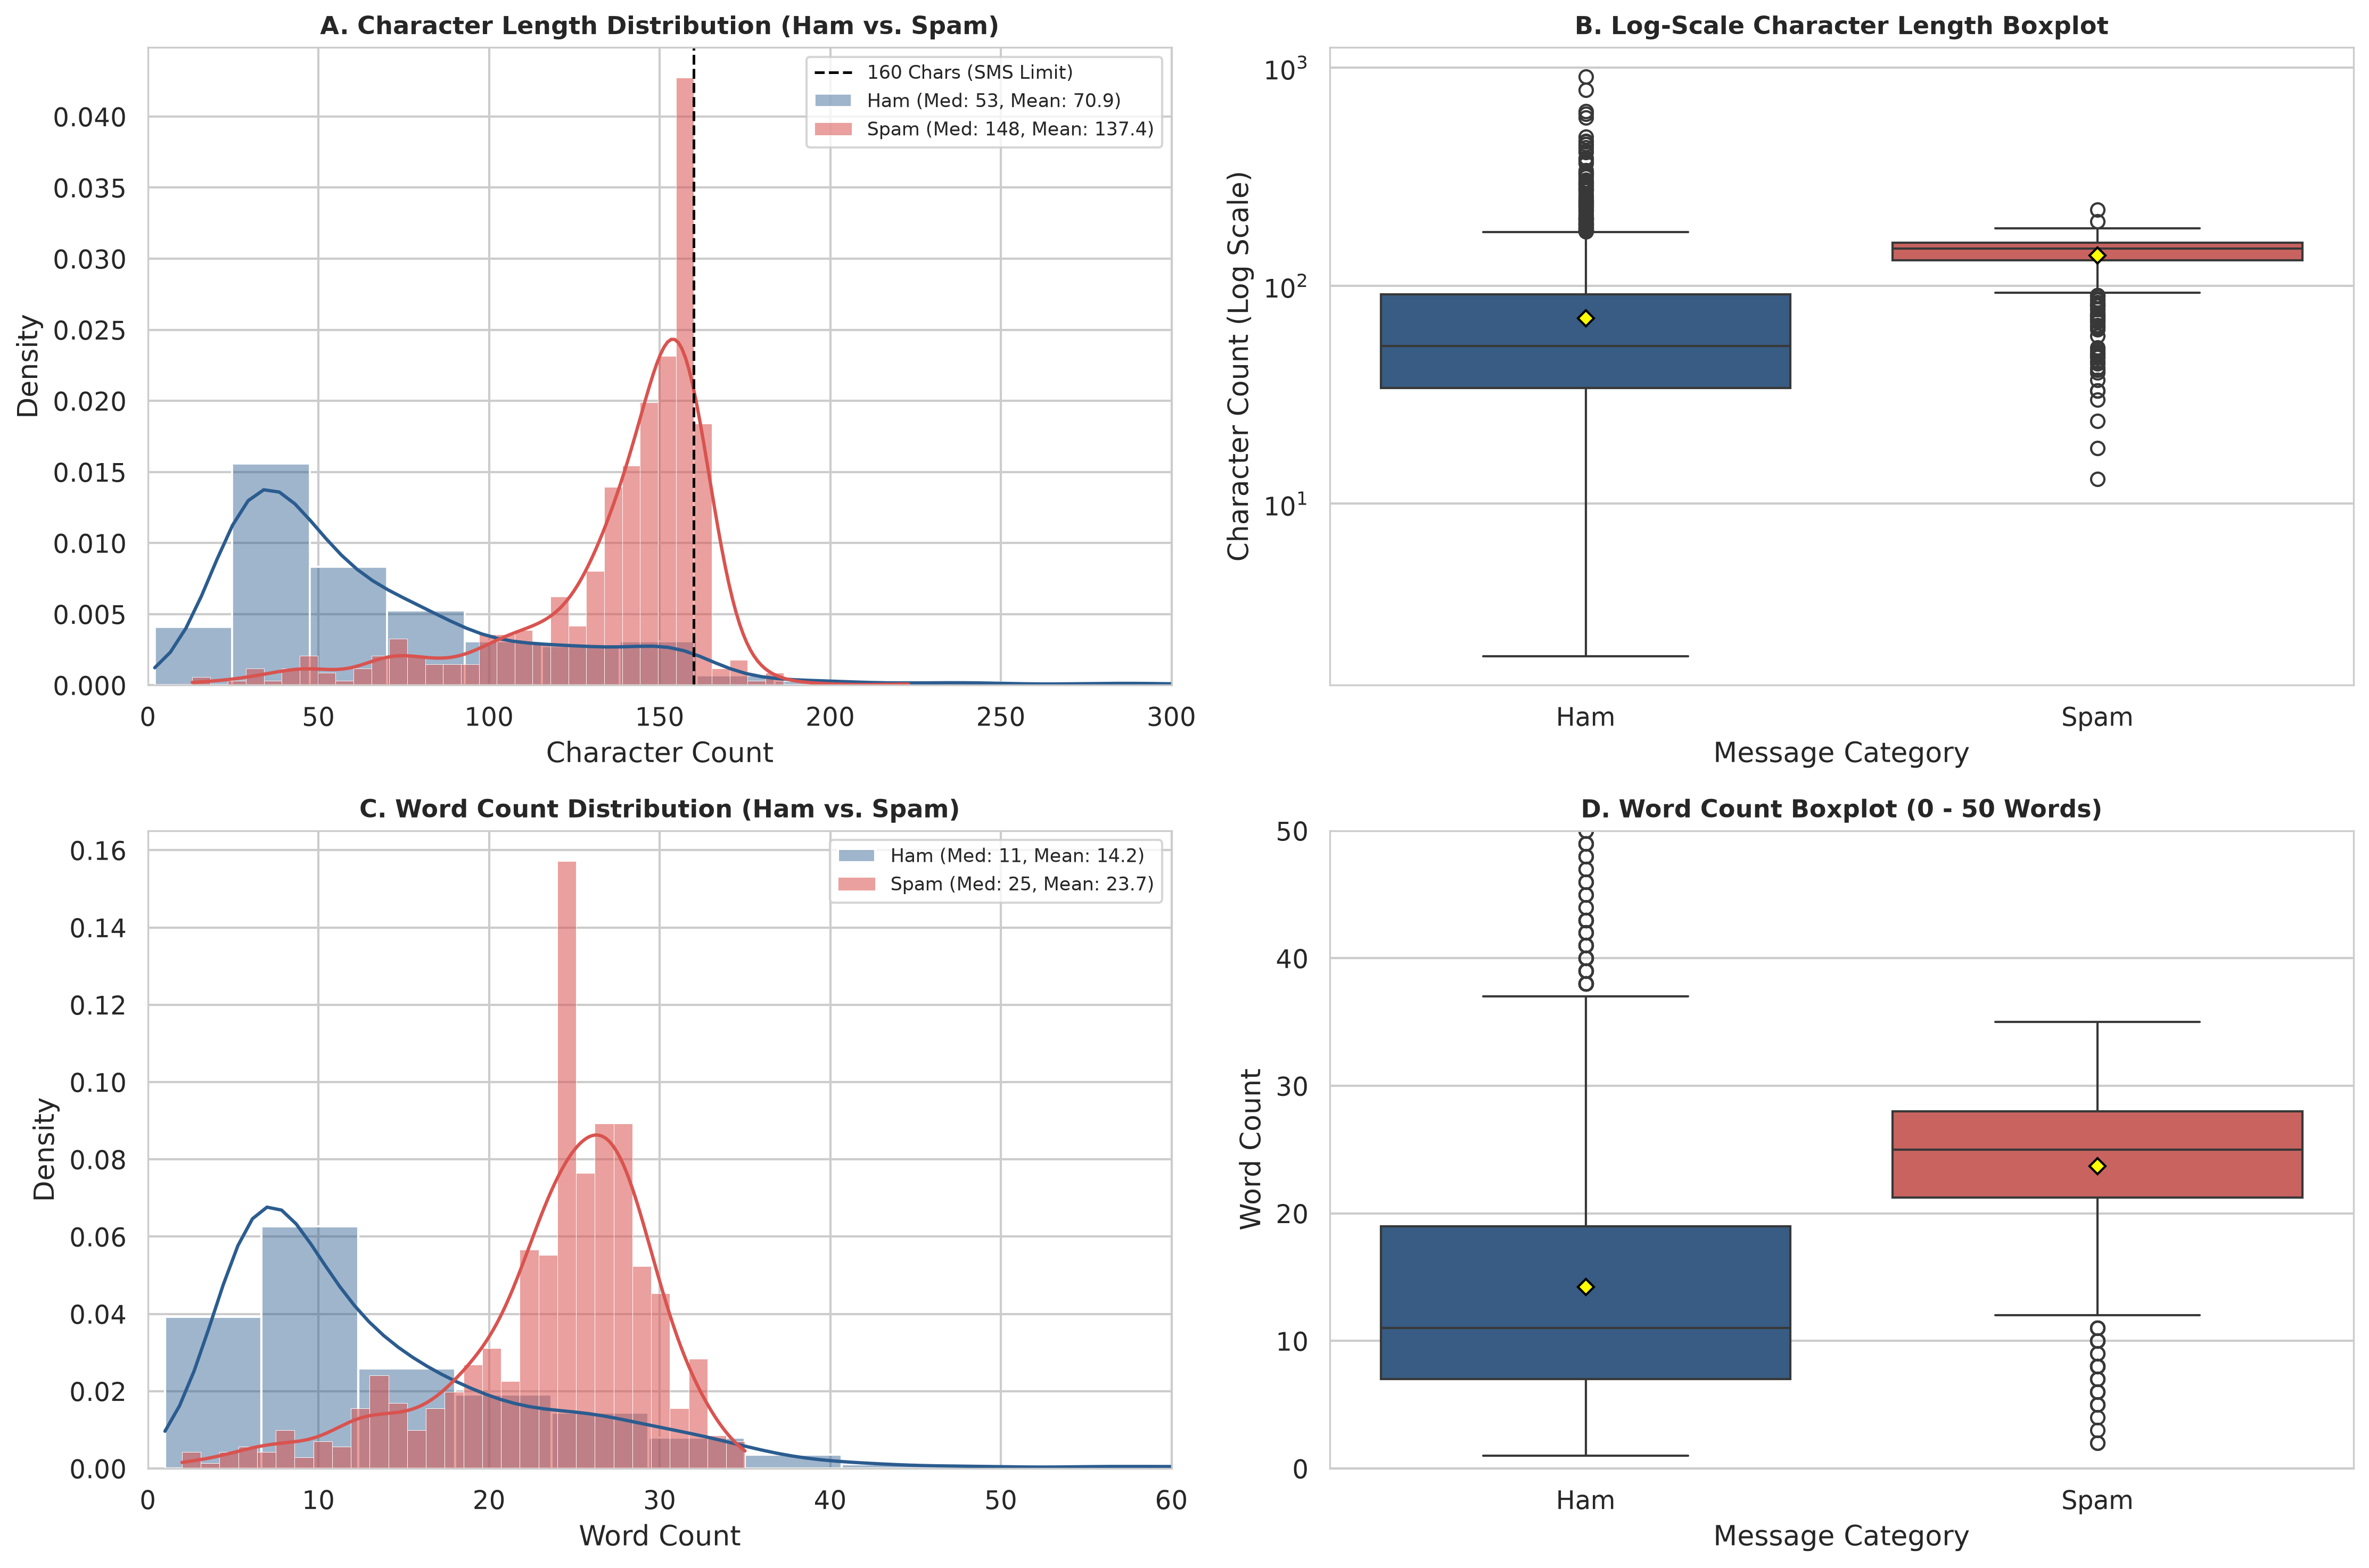 A. Character Length Distribution (Ham vs. Spam)
160 Chars (SMS Limit)
Ham (Med: 53, Mean: 70.9)
Spam (Med: 148, Mean: 137.4)
Density
0.040
0.035
0.030
0.025
0.020
0.015
0.010
0.005
0.000
0 50 100 150 200 250 300
Character Count
B. Log-Scale Character Length Boxplot
Character Count (Log Scale)
10³
10²
10¹
Ham Spam
Message Category
C. Word Count Distribution (Ham vs. Spam)
Ham (Med: 11, Mean: 14.2)
Spam (Med: 25, Mean: 23.7)
Density
0.16
0.14
0.12
0.10
0.08
0.06
0.04
0.02
0.00
0 10 20 30 40 50 60
Word Count
D. Word Count Boxplot (0 - 50 Words)
Word Count
50
40
30
20
10
0
Ham Spam
Message Category